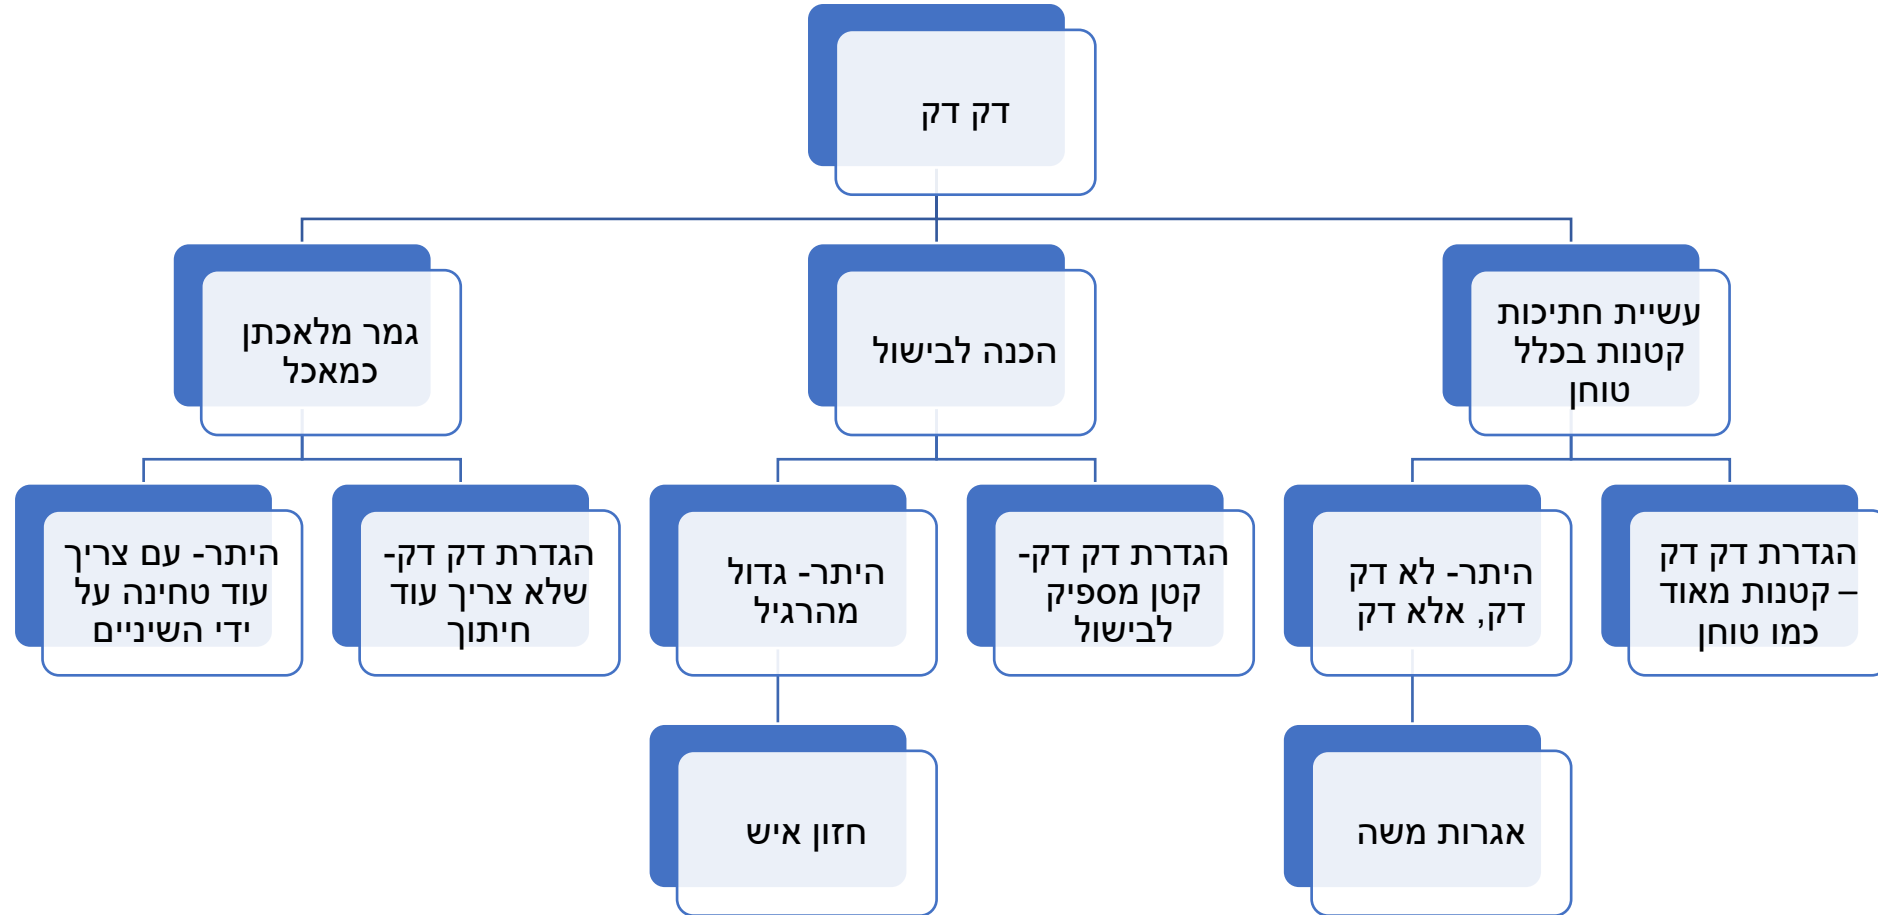 דק דק
עשיית חתיכות
קטנות בכלל
טוחן
הכנה לבישול
גמר מלאכתן
כמאכל
הגדרת דק דק
– קטנות מאוד
כמו טוחן
היתר- לא דק
דק, אלא דק
הגדרת דק דק-
קטן מספיק
לבישול
היתר- גדול
מהרגיל
הגדרת דק דק-
שלא צריך עוד
חיתוך
היתר- עם צריך
עוד טחינה על
ידי השיניים
אגרות משה
חזון איש